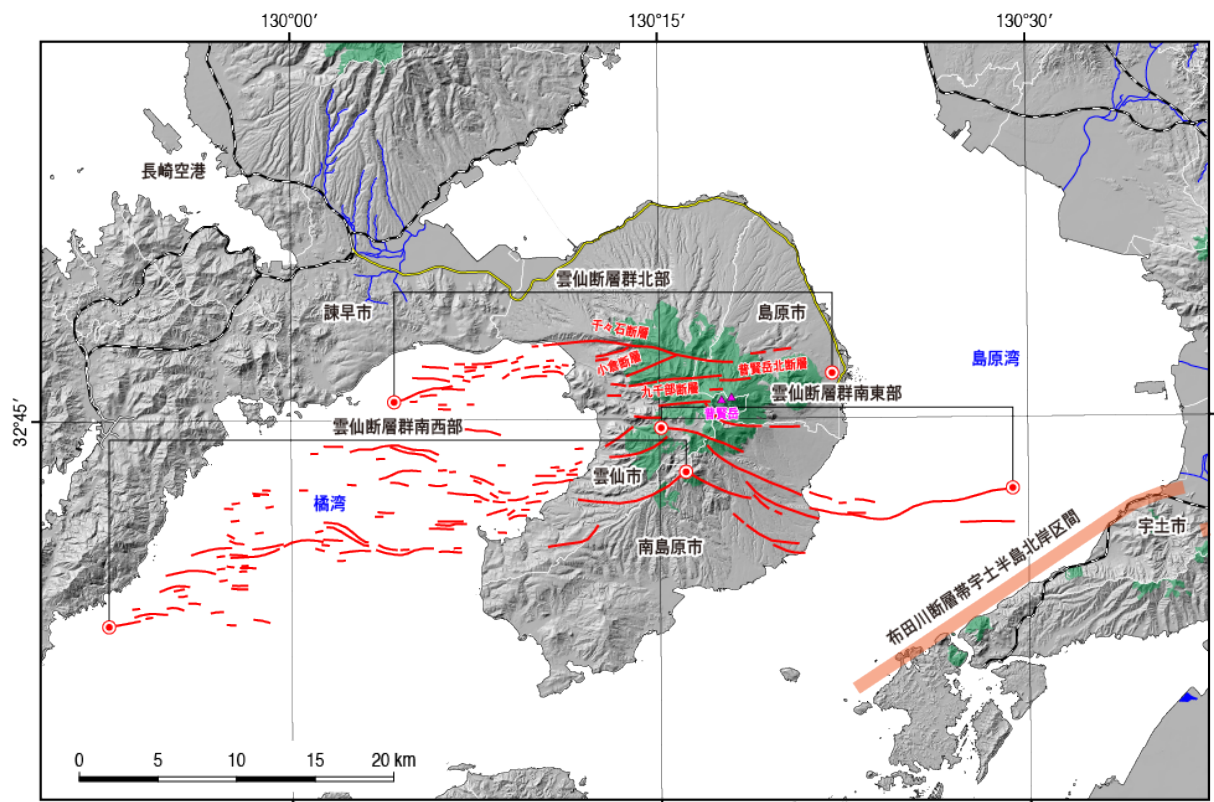 130°00′
130°15′
130°30′
長崎空港
雲仙断層群北部
諫早市
島原市
千々石断層
島原湾
小倉断層
普賢岳北断層
九千部断層
雲仙断層群南東部
32°45′
普賢岳
雲仙断層群南西部
雲仙市
橘湾
宇土市
南島原市
布田川断層帯宇土半島北岸区間
0 5 10 15 20 km